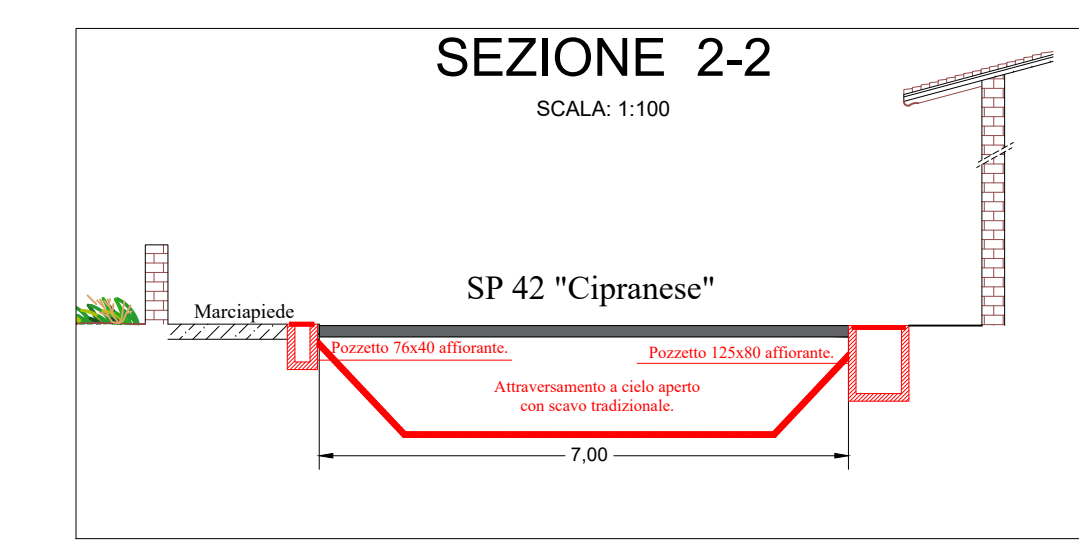 SEZIONE 2-2
SCALA: 1:100
SP 42 "Cipranese"
Marciapiede
Pozzetto 76x40 affiorante.
Pozzetto 125x80 affiorante.
Attraversamento a cielo aperto
con scavo tradizionale.
7,00